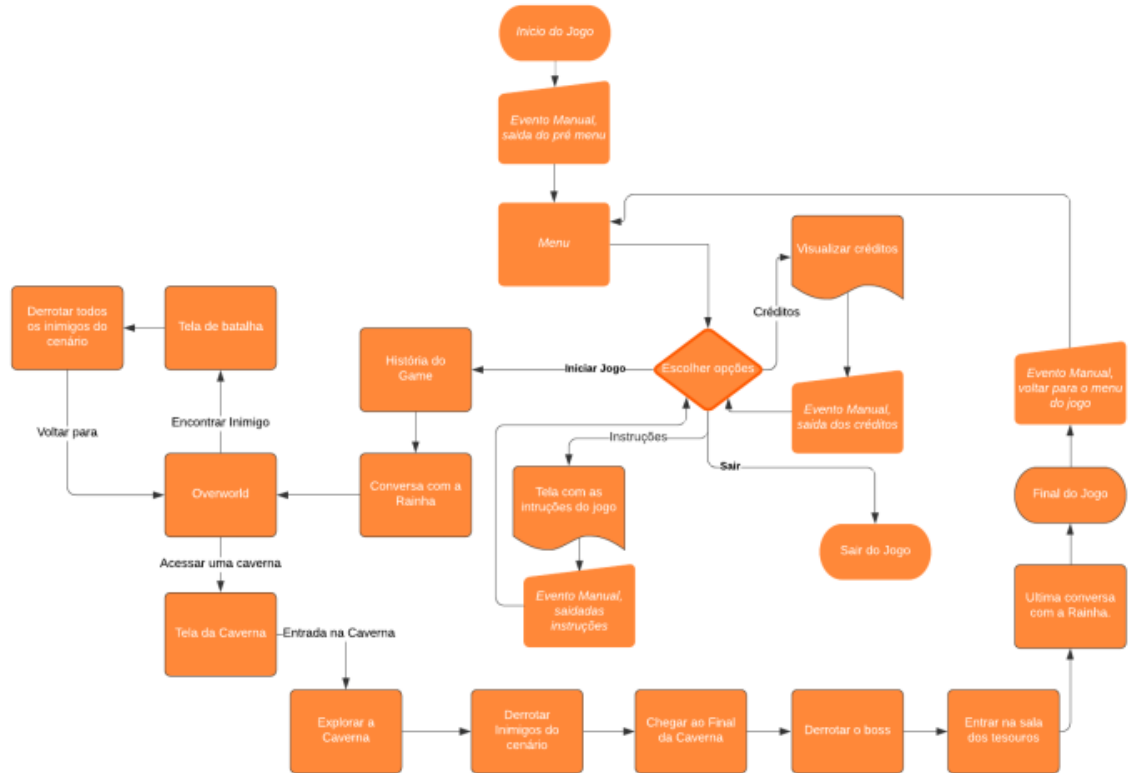 Inicio do Jogo
Evento Manual,
saida do pré menu
Menu
Visualizar créditos
Créditos
Escolher opções
Iniciar Jogo
História do
Game
Tela de batalha
Derrotar todos
os inimigos do
cenário
Encontrar Inimigo
Voltar para
Overworld
Conversa com a
Rainha
Evento Manual,
saida dos créditos
Evento Manual,
voltar para o menu
do jogo
Instruções
Sair
Tela com as
intruções do jogo
Final do Jogo
Sair do Jogo
Acessar uma caverna
Evento Manual,
saidadas
instruções
Tela da Caverna
Entrada na Caverna
Ultima conversa
com a Rainha.
Explorar a
Caverna
Derrotar
Inimigos do
cenário
Chegar ao Final
da Caverna
Derrotar o boss
Entrar na sala
dos tesouros